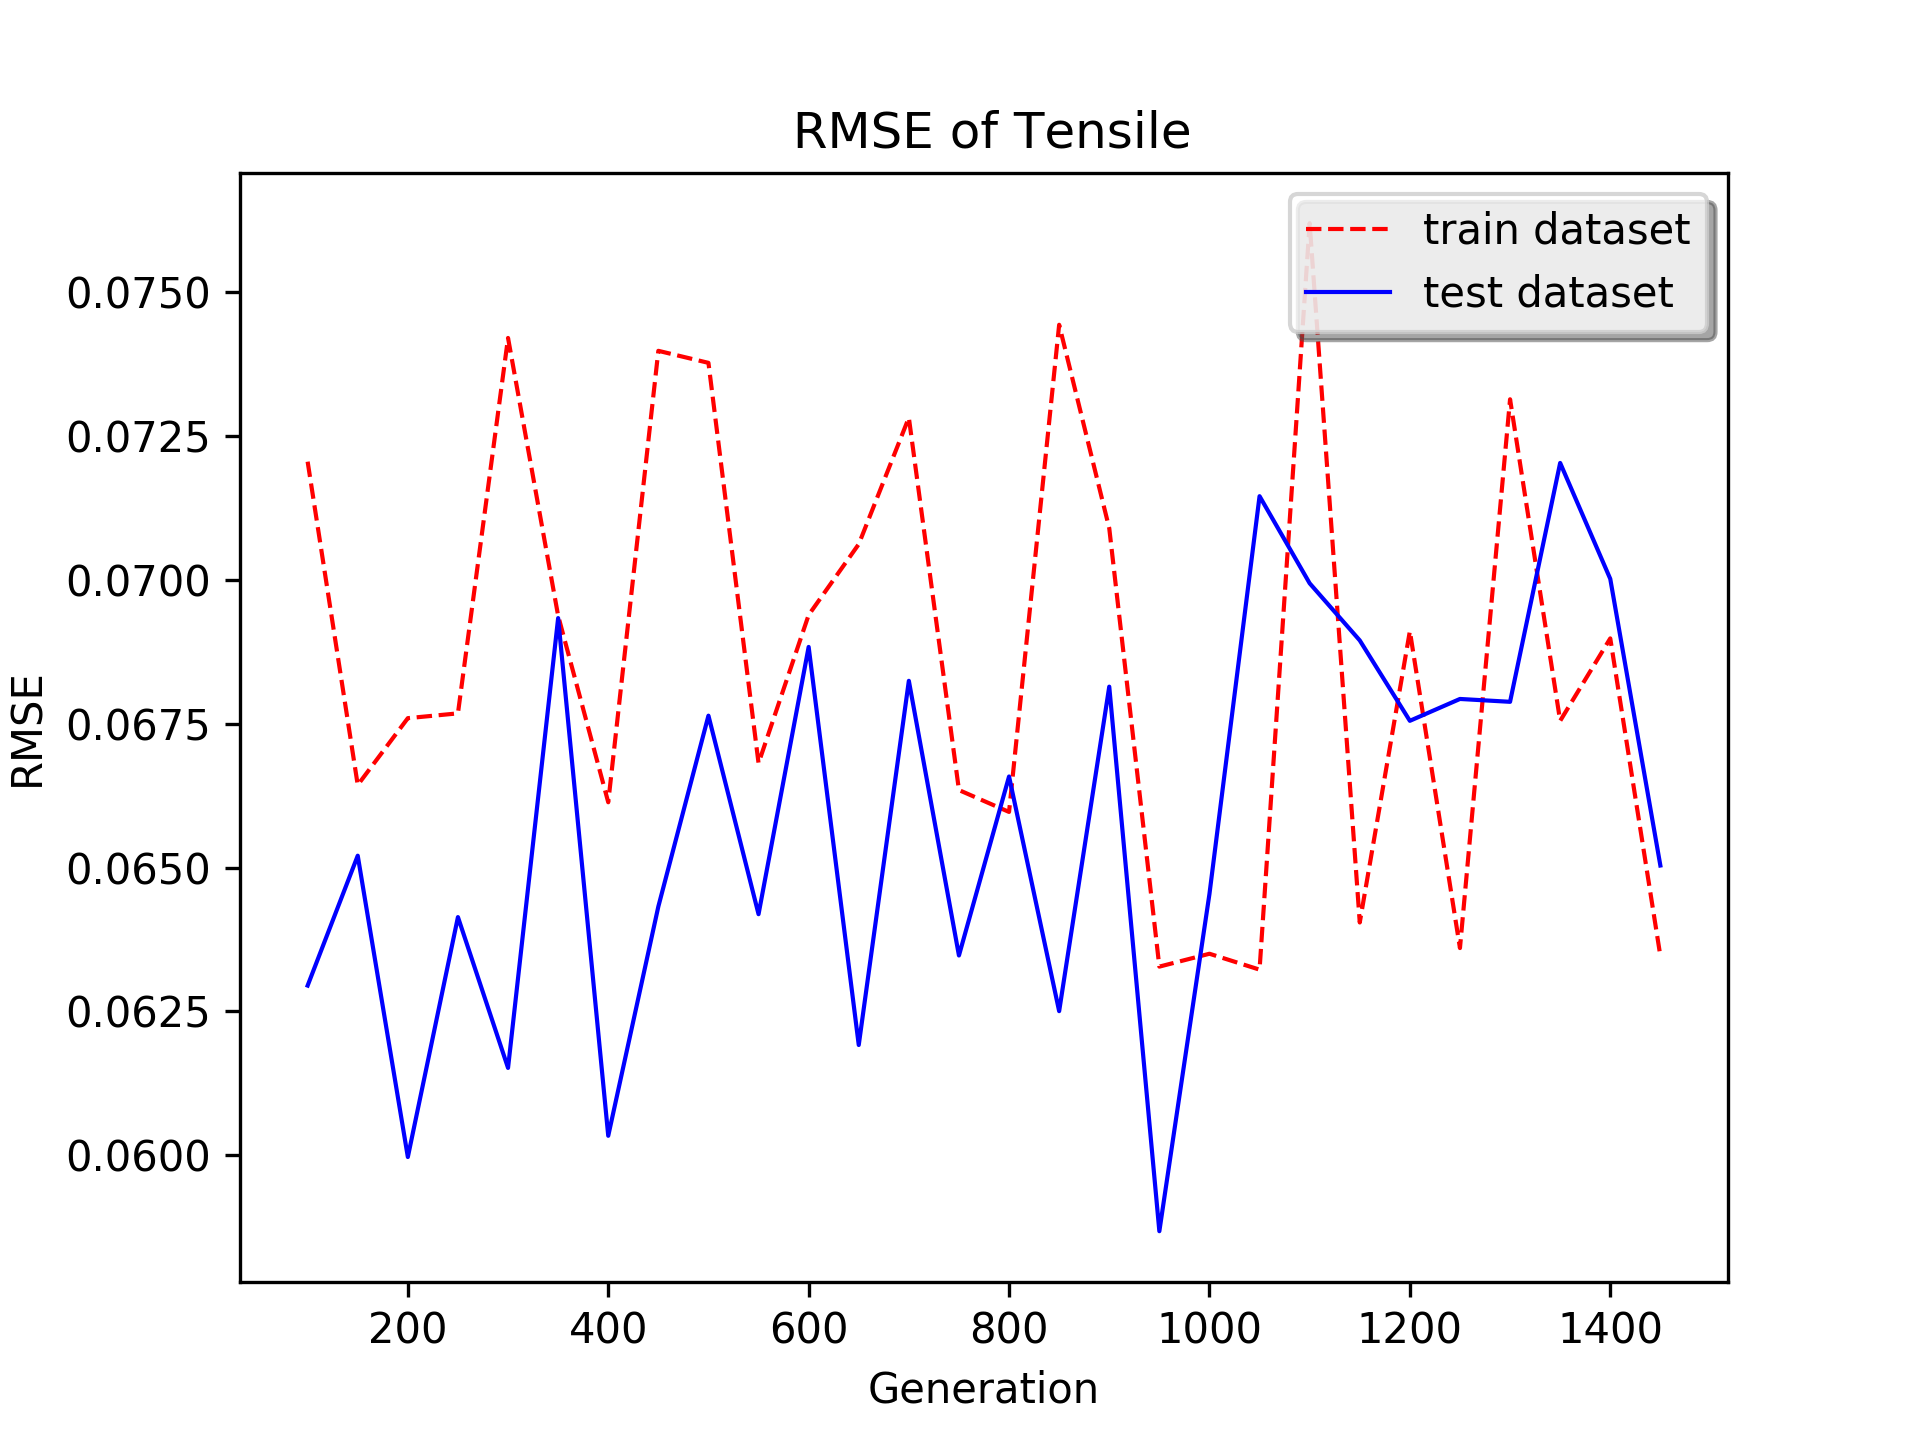 RMSE of Tensile
train dataset
test dataset
0.0750
0.0725
0.0700
0.0675
0.0650
0.0625
0.0600
RMSE
200 400 600 800 1000 1200 1400
Generation